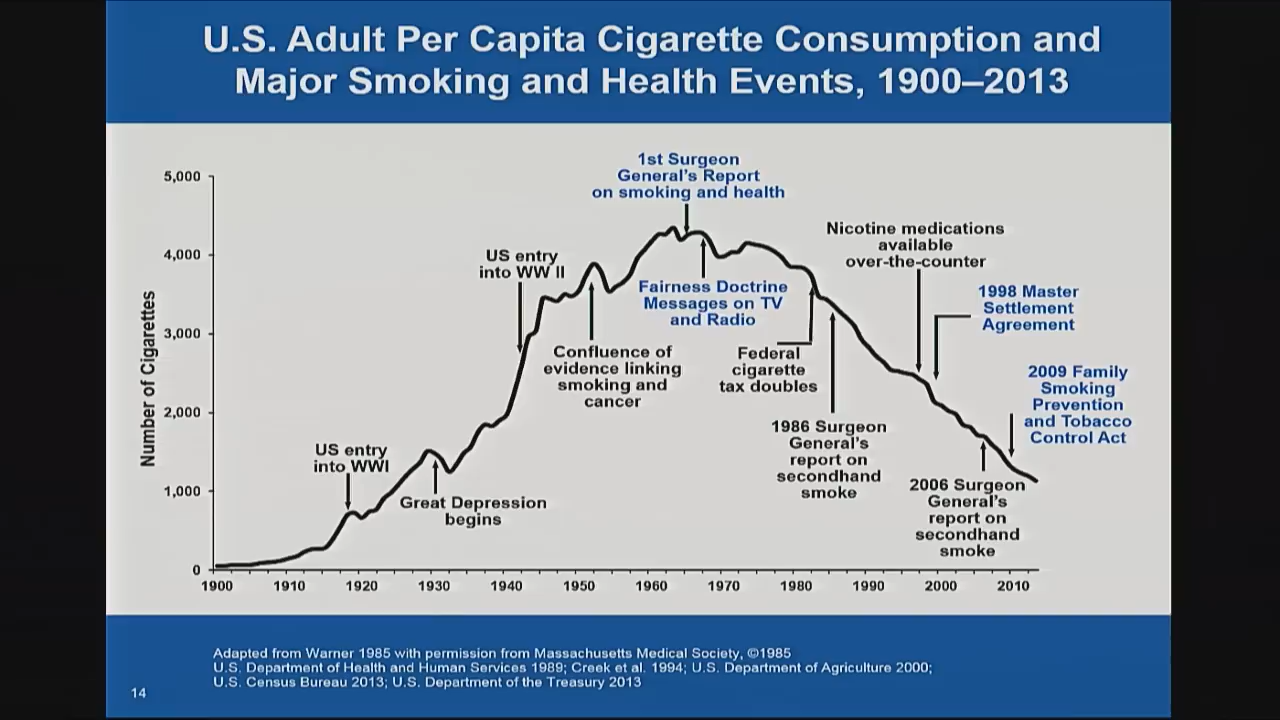 U.S. Adult Per Capita Cigarette Consumption and
Major Smoking and Health Events, 1900–2013
Number of Cigarettes
5,000
4,000
3,000
2,000
1,000
0
1900 1910 1920 1930 1940 1950 1960 1970 1980 1990 2000 2010
US entry
into WWI
Great Depression
begins
US entry
into WW II
Confluence of
evidence linking
smoking and
cancer
1st Surgeon
General's Report
on smoking and health
Fairness Doctrine
Messages on TV
and Radio
Federal
cigarette
tax doubles
1986 Surgeon
General's
report on
secondhand
smoke
Nicotine medications
available
over-the-counter
1998 Master
Settlement
Agreement
2006 Surgeon
General's
report on
secondhand
smoke
2009 Family
Smoking
Prevention
and Tobacco
Control Act
Adapted from Warner 1985 with permission from Massachusetts Medical Society, ©1985
U.S. Department of Health and Human Services 1989; Creek et al. 1994; U.S. Department of Agriculture 2000;
U.S. Census Bureau 2013; U.S. Department of the Treasury 2013
14